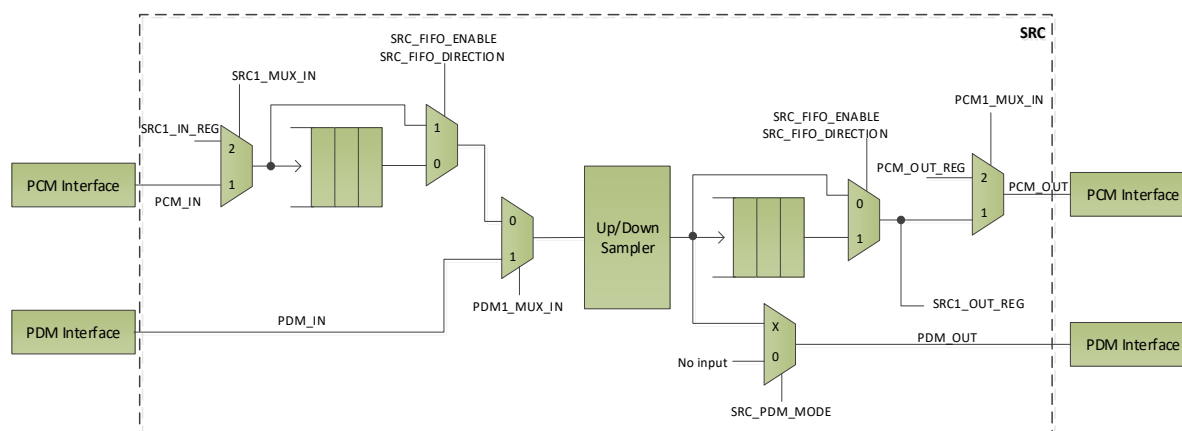 SRC
SRC_FIFO_ENABLE
SRC_FIFO_DIRECTION
SRC1_MUX_IN
SRC1_IN_REG
2
1
PCM Interface
PCM_IN
1
0
0
1
PDM1_MUX_IN
PDM Interface
PDM_IN
Up/Down
Sampler
SRC_FIFO_ENABLE
SRC_FIFO_DIRECTION
0
1
PCM1_MUX_IN
PCM_OUT_REG
2
1
PCM_OUT
PCM Interface
SRC1_OUT_REG
X
0
No input
SRC_PDM_MODE
PDM_OUT
PDM Interface